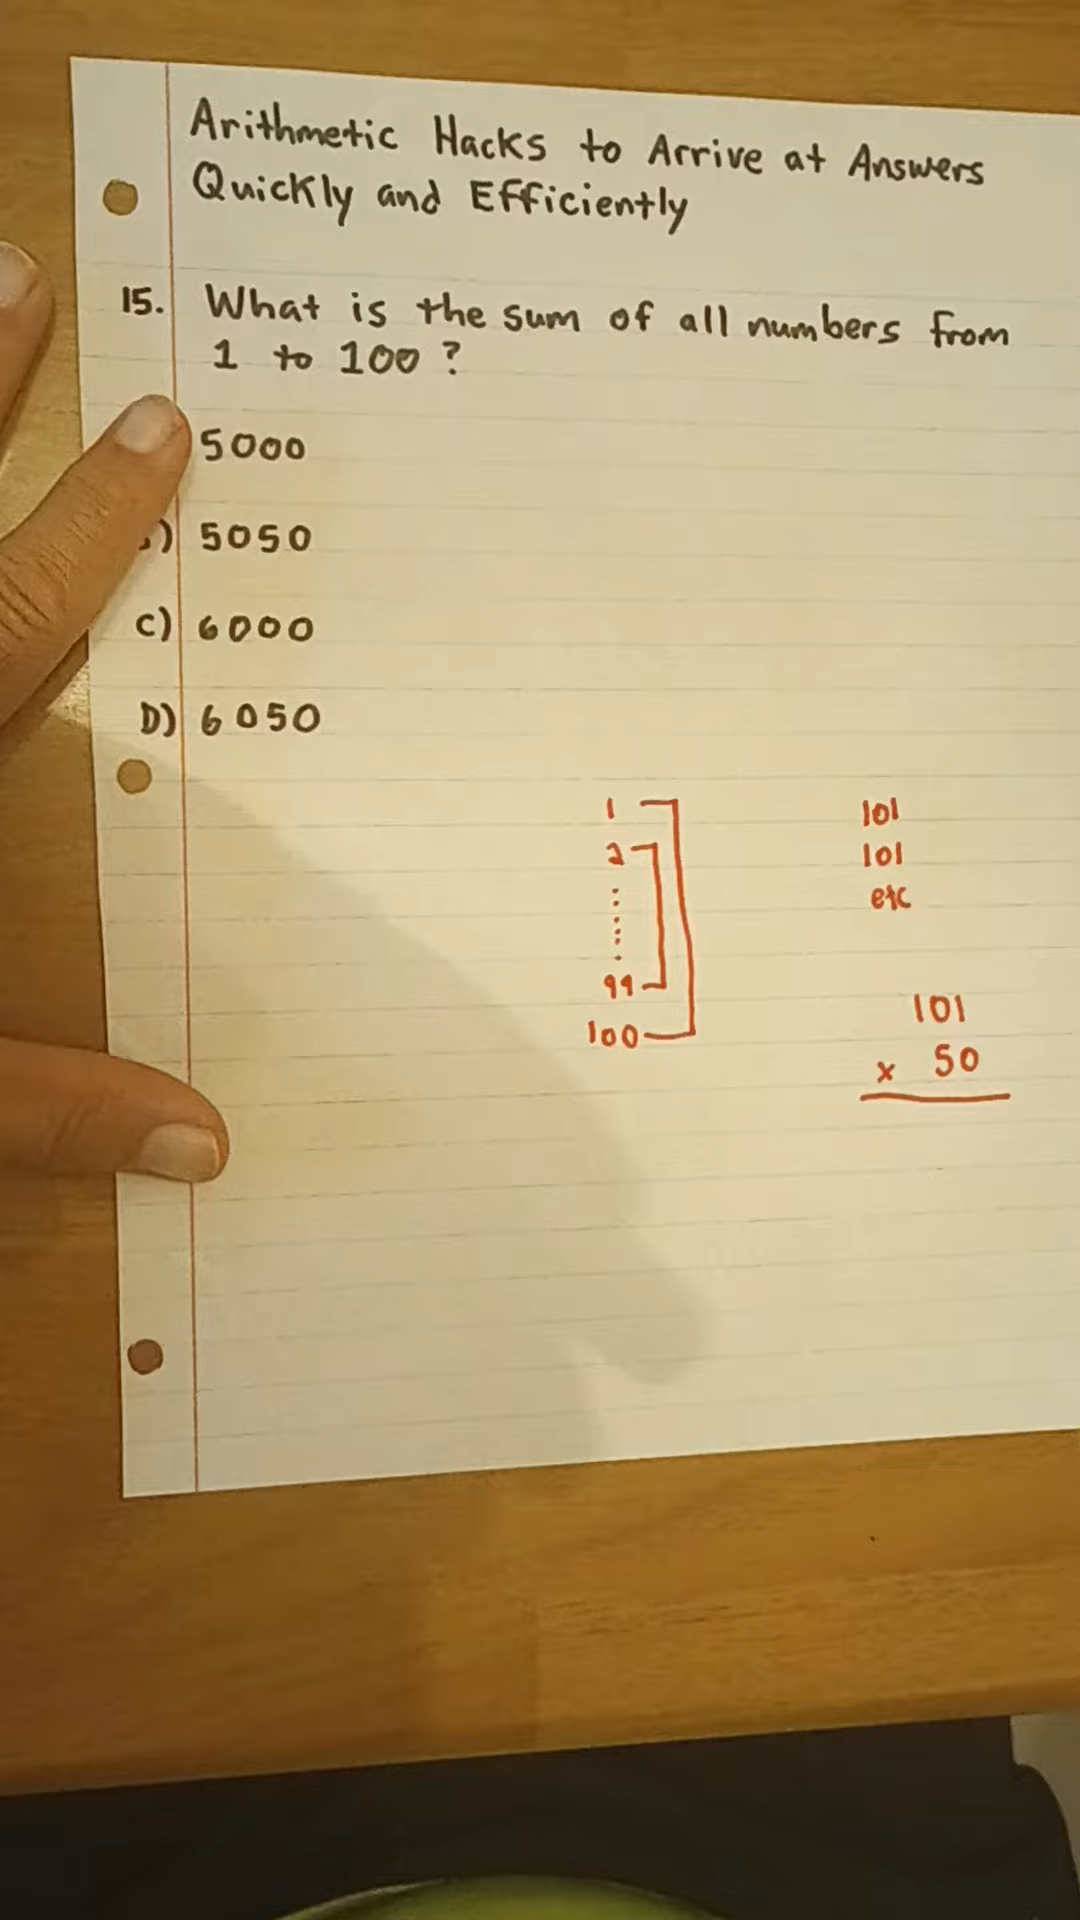 Arithmetic Hacks to Arrive at Answers
Quickly and Efficiently
15. What is the sum of all numbers from
1 to 100 ?
5000
) 5050
C) 6000
D) 6050
1
2
......
99
100
101
101
etc
101
x 50